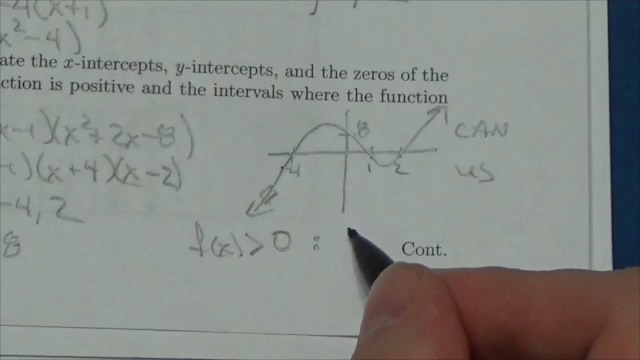 -4(x+1)
x²-4)
ate the x-intercepts, y-intercepts, and the zeros of the
ction is positive and the intervals where the function
x-1)(x²+2x-8)
-1)(x+4)(x-2)
-4, 2
8
8
-4 1 2
CAN
US
f(x)>0 :
Cont.